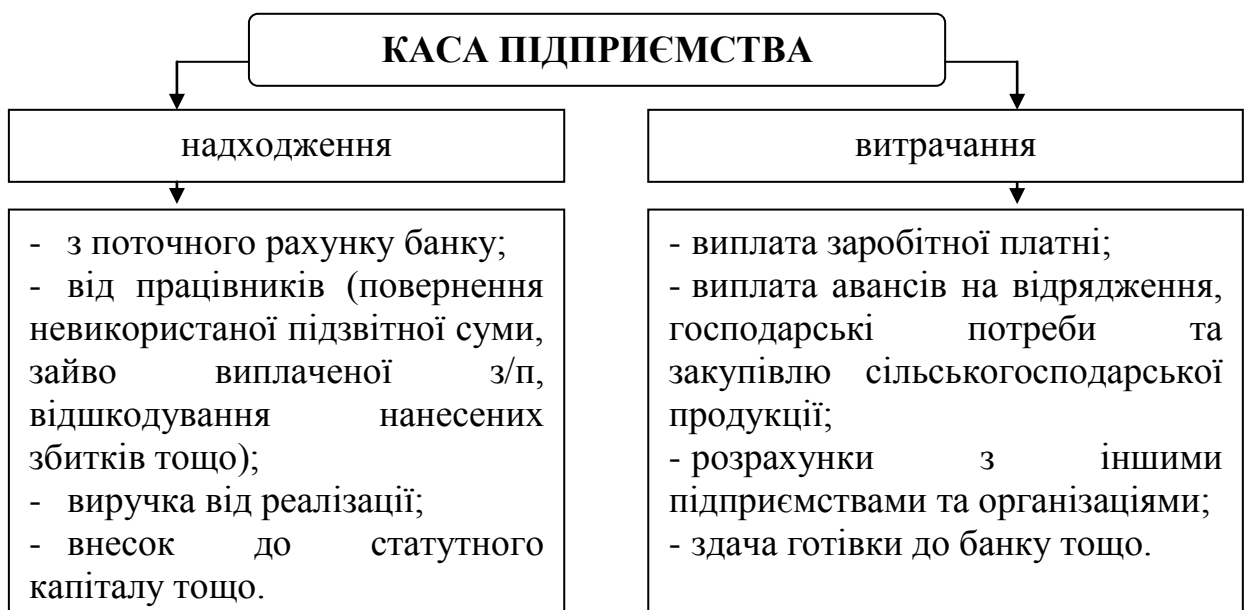 КАСА ПІДПРИЄМСТВА
надходження
- з поточного рахунку банку;
- від працівників (повернення
невикористаної підзвітної суми,
зайво виплаченої з/п,
відшкодування нанесених
збитків тощо);
- виручка від реалізації;
- внесок до статутного
капіталу тощо.
витрачання
- виплата заробітної платні;
- виплата авансів на відрядження,
господарські потреби та
закупівлю сільськогосподарської
продукції;
- розрахунки з іншими
підприємствами та організаціями;
- здача готівки до банку тощо.